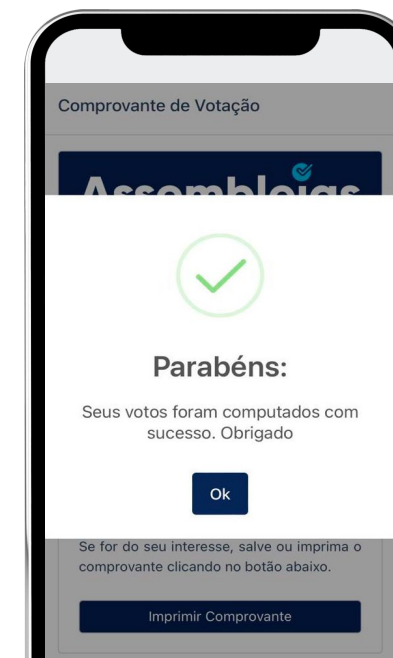 Comprovante de Votação
Assembleias
Parabéns:
Seus votos foram computados com
sucesso. Obrigado
Ok
Se for do seu interesse, salve ou imprima o
comprovante clicando no botão abaixo.
Imprimir Comprovante